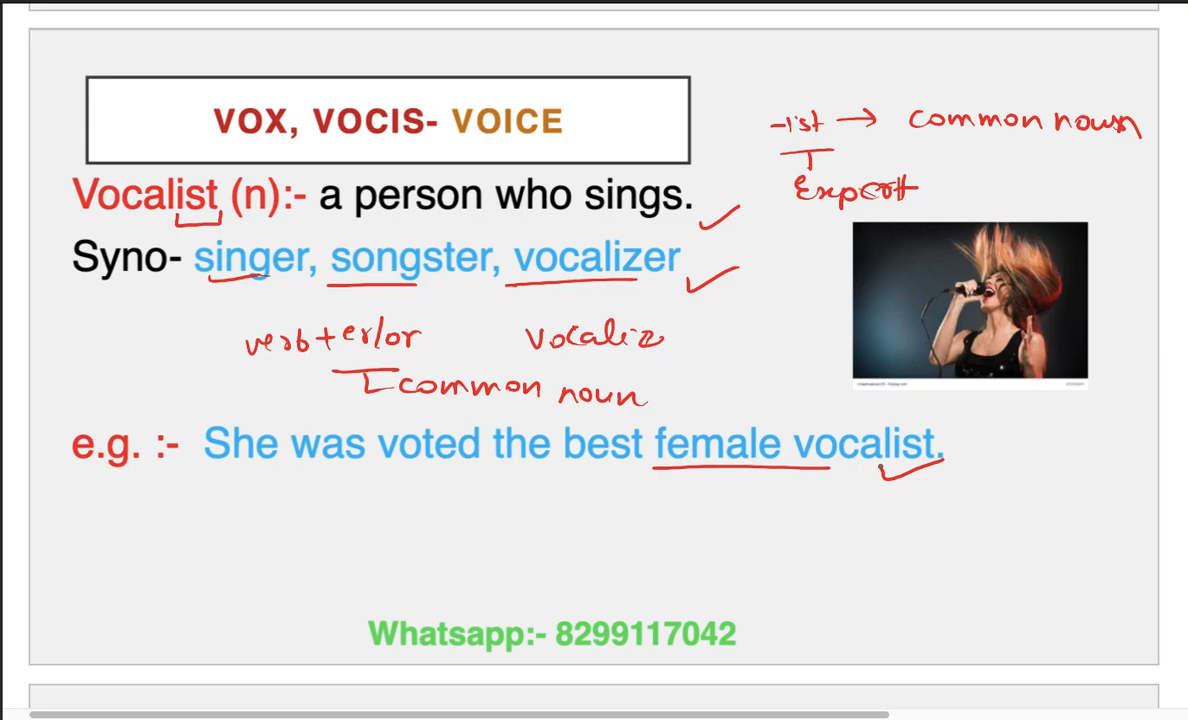 VOX, VOCIS- VOICE
-ist → common noun
Expert
Vocalist (n):- a person who sings.
Syno- singer, songster, vocalizer
verb + er/or
vocaliz
common noun
e.g. :- She was voted the best female vocalist.
Whatsapp:- 8299117042